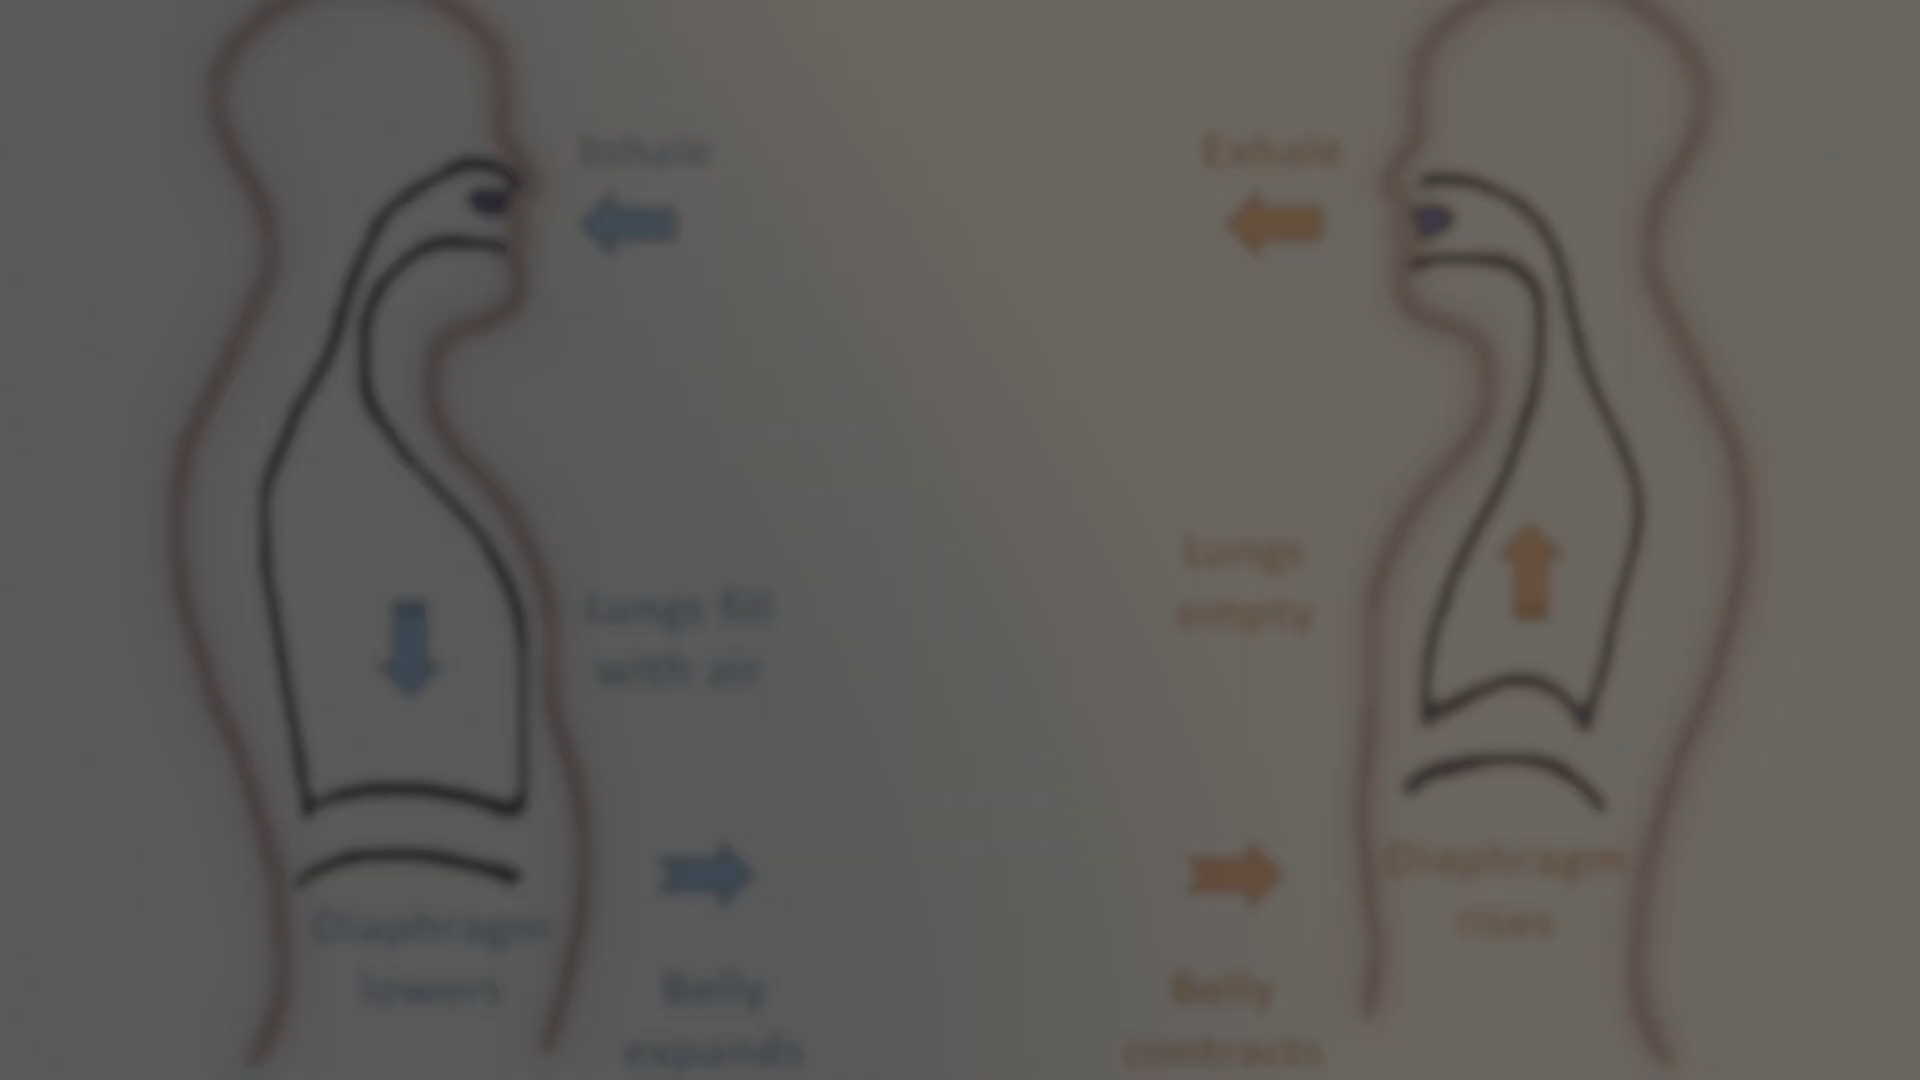 Inhale
Lungs fill
with air
Diaphragm
lowers
Belly
expands
Exhale
Lungs
empty
Diaphragm
rises
Belly
contracts